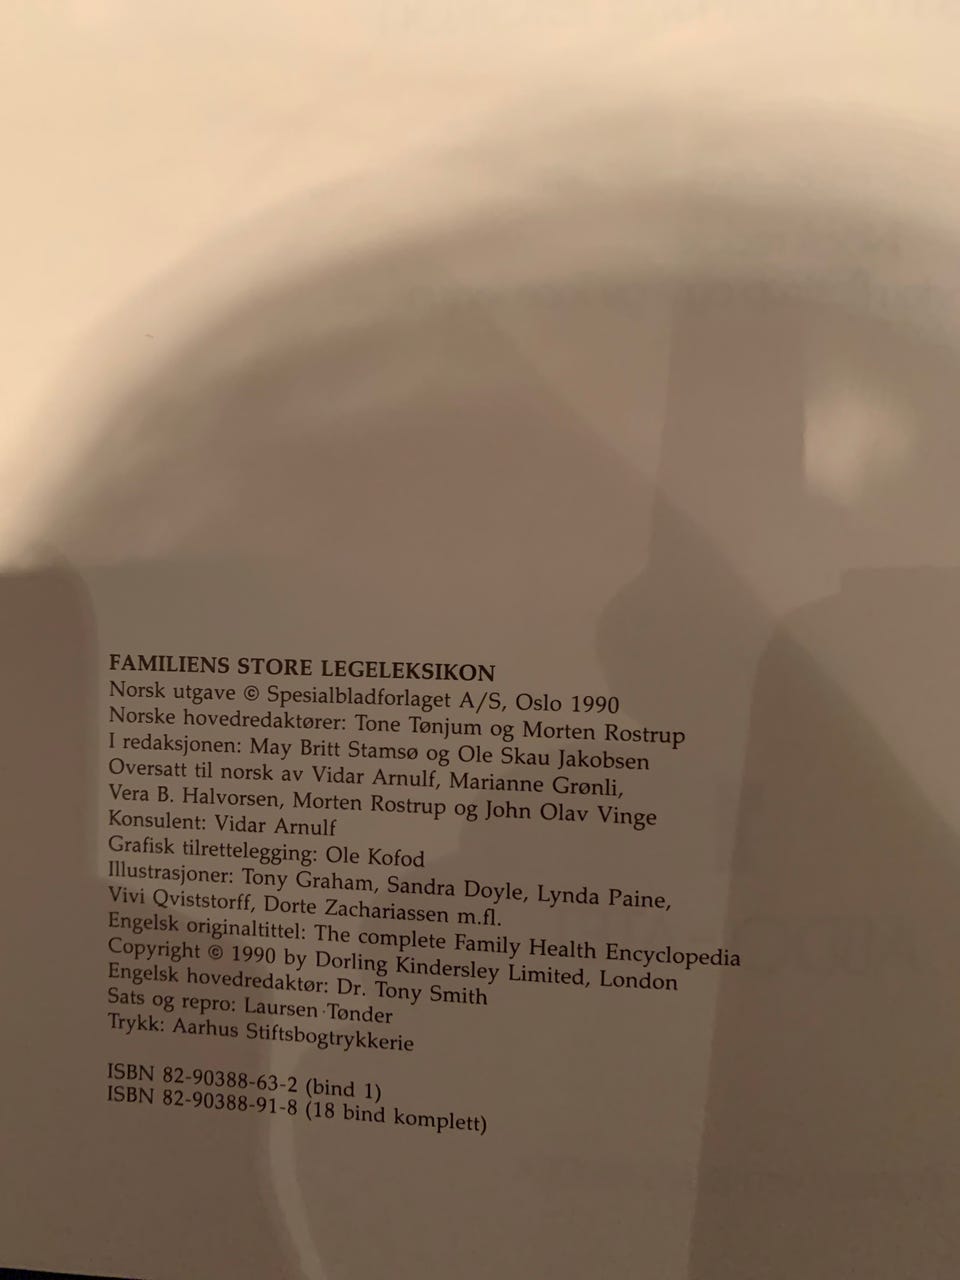 FAMILIENS STORE LEGELEKSIKON
Norsk utgave © Spesialbladforlaget A/S, Oslo 1990
Norske hovedredaktører: Tone Tønjum og Morten Rostrup
I redaksjonen: May Britt Stamsø og Ole Skau Jakobsen
Oversatt til norsk av Vidar Arnulf, Marianne Grønli,
Vera B. Halvorsen, Morten Rostrup og John Olav Vinge
Konsulent: Vidar Arnulf
Grafisk tilrettelegging: Ole Kofod
Illustrasjoner: Tony Graham, Sandra Doyle, Lynda Paine,
Vivi Qviststorff, Dorte Zachariassen m.fl.
Engelsk originaltittel: The complete Family Health Encyclopedia
Copyright © 1990 by Dorling Kindersley Limited, London
Engelsk hovedredaktør: Dr. Tony Smith
Sats og repro: Laursen·Tønder
Trykk: Aarhus Stiftsbogtrykkerie
ISBN 82-90388-63-2 (bind 1)
ISBN 82-90388-91-8 (18 bind komplett)